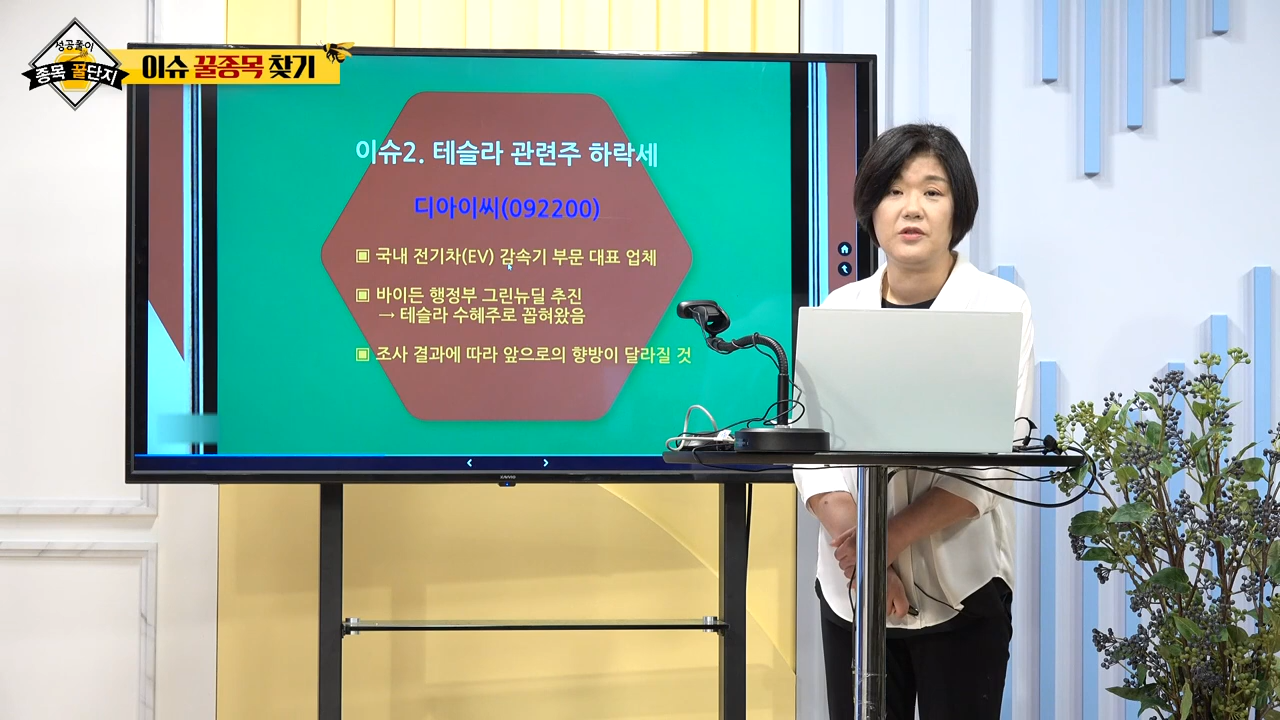 성공풀이
종목 꿀단지
이슈 꿀종목 찾기
이슈2. 테슬라 관련주 하락세
디아이씨(092200)
▣ 국내 전기차(EV) 감속기 부문 대표 업체
▣ 바이든 행정부 그린뉴딜 추진
→ 테슬라 수혜주로 꼽혀왔음
▣ 조사 결과에 따라 앞으로의 향방이 달라질 것